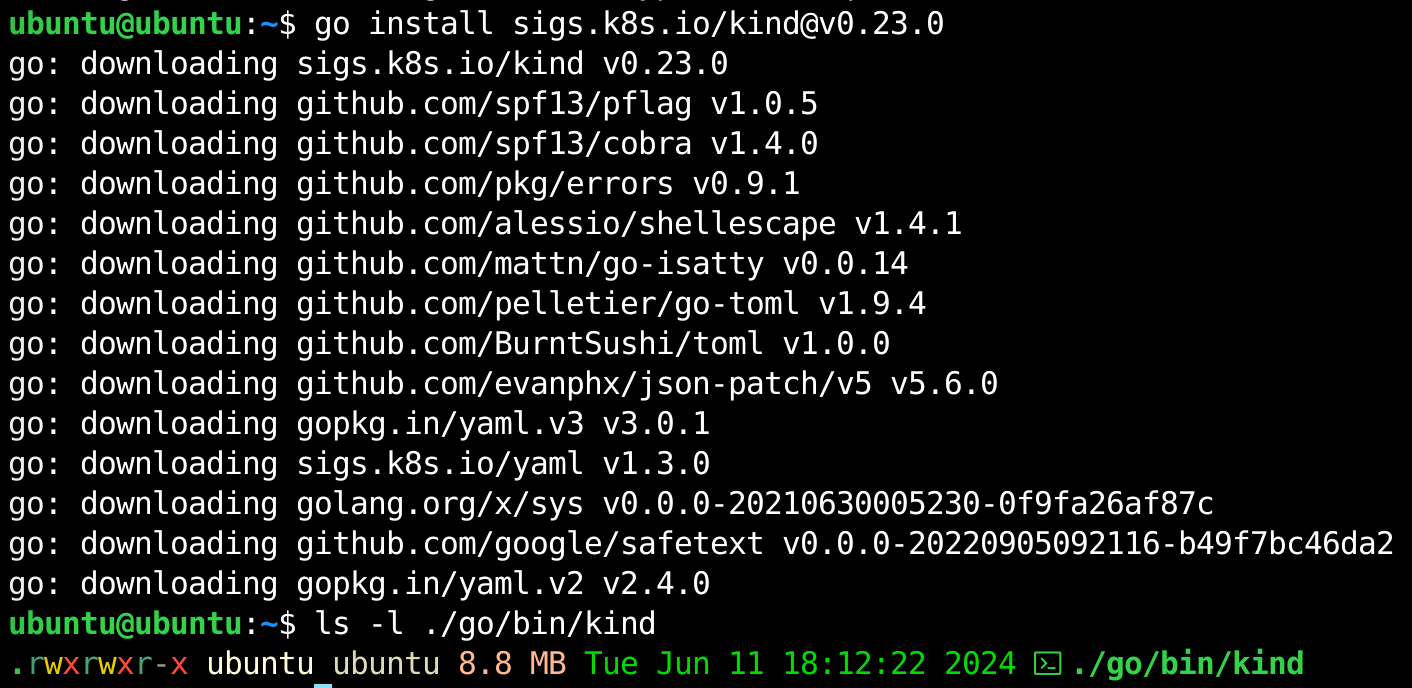 ubuntu@ubuntu:~$ go install sigs.k8s.io/kind@v0.23.0
go: downloading sigs.k8s.io/kind v0.23.0
go: downloading github.com/spf13/pflag v1.0.5
go: downloading github.com/spf13/cobra v1.4.0
go: downloading github.com/pkg/errors v0.9.1
go: downloading github.com/alessio/shellescape v1.4.1
go: downloading github.com/mattn/go-isatty v0.0.14
go: downloading github.com/pelletier/go-toml v1.9.4
go: downloading github.com/BurntSushi/toml v1.0.0
go: downloading github.com/evanphx/json-patch/v5 v5.6.0
go: downloading gopkg.in/yaml.v3 v3.0.1
go: downloading sigs.k8s.io/yaml v1.3.0
go: downloading golang.org/x/sys v0.0.0-20210630005230-0f9fa26af87c
go: downloading github.com/google/safetext v0.0.0-20220905092116-b49f7bc46da2
go: downloading gopkg.in/yaml.v2 v2.4.0
ubuntu@ubuntu:~$ ls -l ./go/bin/kind
.rwxrwxr-x ubuntu ubuntu 8.8 MB Tue Jun 11 18:12:22 2024 ./go/bin/kind